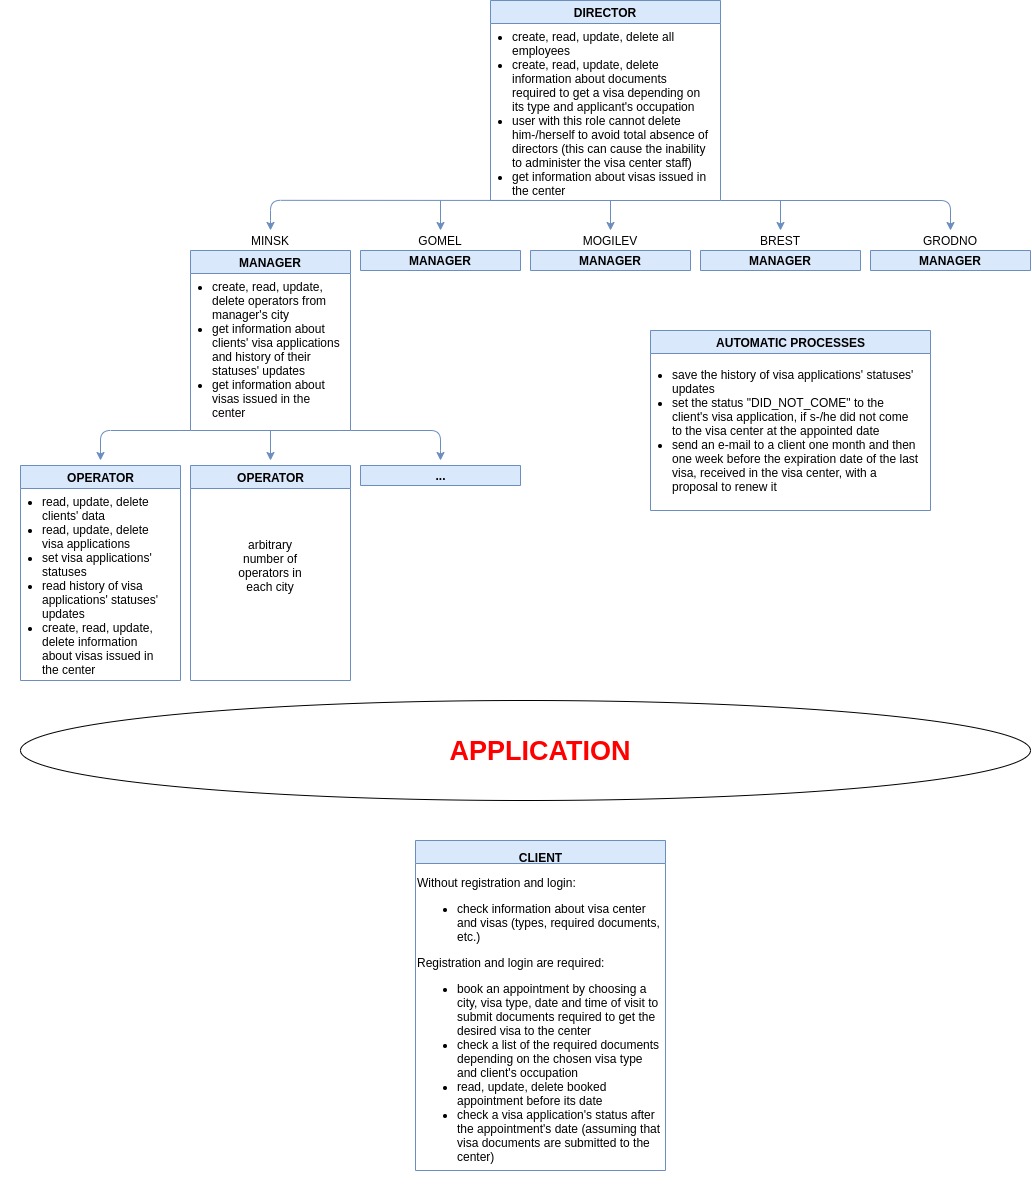 DIRECTOR
• create, read, update, delete all
employees
• create, read, update, delete
information about documents
required to get a visa depending on
its type and applicant's occupation
• user with this role cannot delete
him-/herself to avoid total absence of
directors (this can cause the inability
to administer the visa center staff)
• get information about visas issued in
the center
MINSK
GOMEL
MOGILEV
BREST
GRODNO
MANAGER
MANAGER
MANAGER
MANAGER
MANAGER
• create, read, update,
delete operators from
manager's city
• get information about
clients' visa applications
and history of their
statuses' updates
• get information about
visas issued in the
center
AUTOMATIC PROCESSES
• save the history of visa applications' statuses'
updates
• set the status "DID_NOT_COME" to the
client's visa application, if s-/he did not come
to the visa center at the appointed date
• send an e-mail to a client one month and then
one week before the expiration date of the last
visa, received in the visa center, with a
proposal to renew it
OPERATOR
• read, update, delete
clients' data
• read, update, delete
visa applications
• set visa applications'
statuses
• read history of visa
applications' statuses'
updates
• create, read, update,
delete information
about visas issued in
the center
OPERATOR
arbitrary
number of
operators in
each city
...
APPLICATION
CLIENT
Without registration and login:
• check information about visa center
and visas (types, required documents,
etc.)
Registration and login are required:
• book an appointment by choosing a
city, visa type, date and time of visit to
submit documents required to get the
desired visa to the center
• check a list of the required documents
depending on the chosen visa type
and client's occupation
• read, update, delete booked
appointment before its date
• check a visa application's status after
the appointment's date (assuming that
visa documents are submitted to the
center)